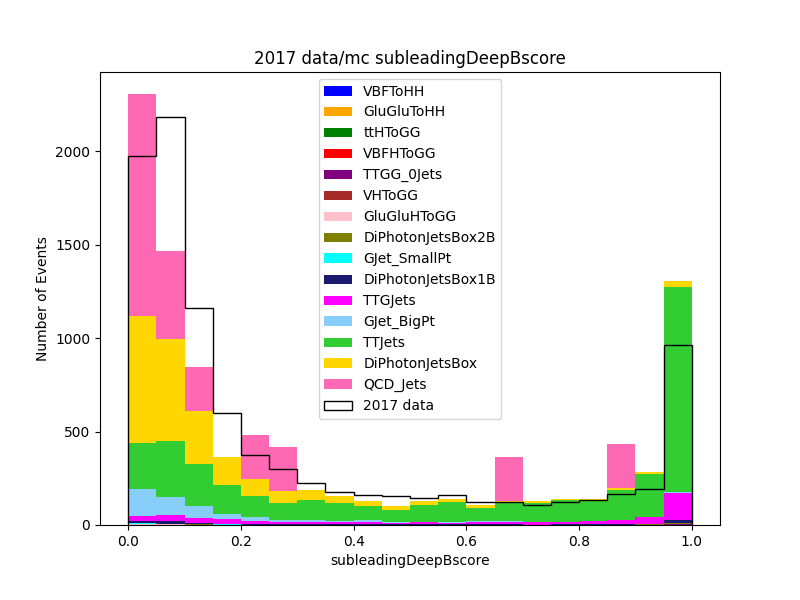 2017 data/mc subleadingDeepBscore
VBFToHH
GluGluToHH
ttHToGG
VBFHToGG
TTGG_0Jets
VHToGG
GluGluHToGG
DiPhotonJetsBox2B
GJet_SmallPt
DiPhotonJetsBox1B
TTGJets
GJet_BigPt
TTJets
DiPhotonJetsBox
QCD_Jets
2017 data
Number of Events
2000
1500
1000
500
0
0.0 0.2 0.4 0.6 0.8 1.0
subleadingDeepBscore